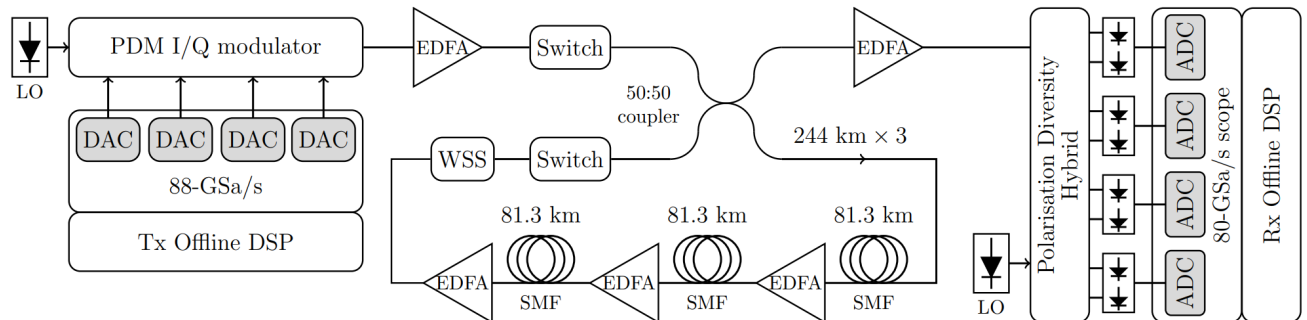 LO
PDM I/Q modulator
DAC
DAC
DAC
DAC
88-GSa/s
Tx Offline DSP
EDFA
Switch
50:50
coupler
WSS
Switch
244 km × 3
81.3 km
81.3 km
81.3 km
EDFA
EDFA
EDFA
SMF
SMF
SMF
EDFA
LO
Polarisation Diversity
Hybrid
ADC
ADC
ADC
ADC
80-GSa/s scope
Rx Offline DSP